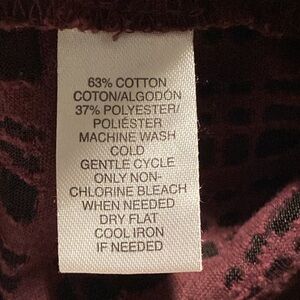 63% COTTON
COTON/ALGODÓN
37% POLYESTER/
POLIÉSTER
MACHINE WASH
COLD
GENTLE CYCLE
ONLY NON-
CHLORINE BLEACH
WHEN NEEDED
DRY FLAT
COOL IRON
IF NEEDED